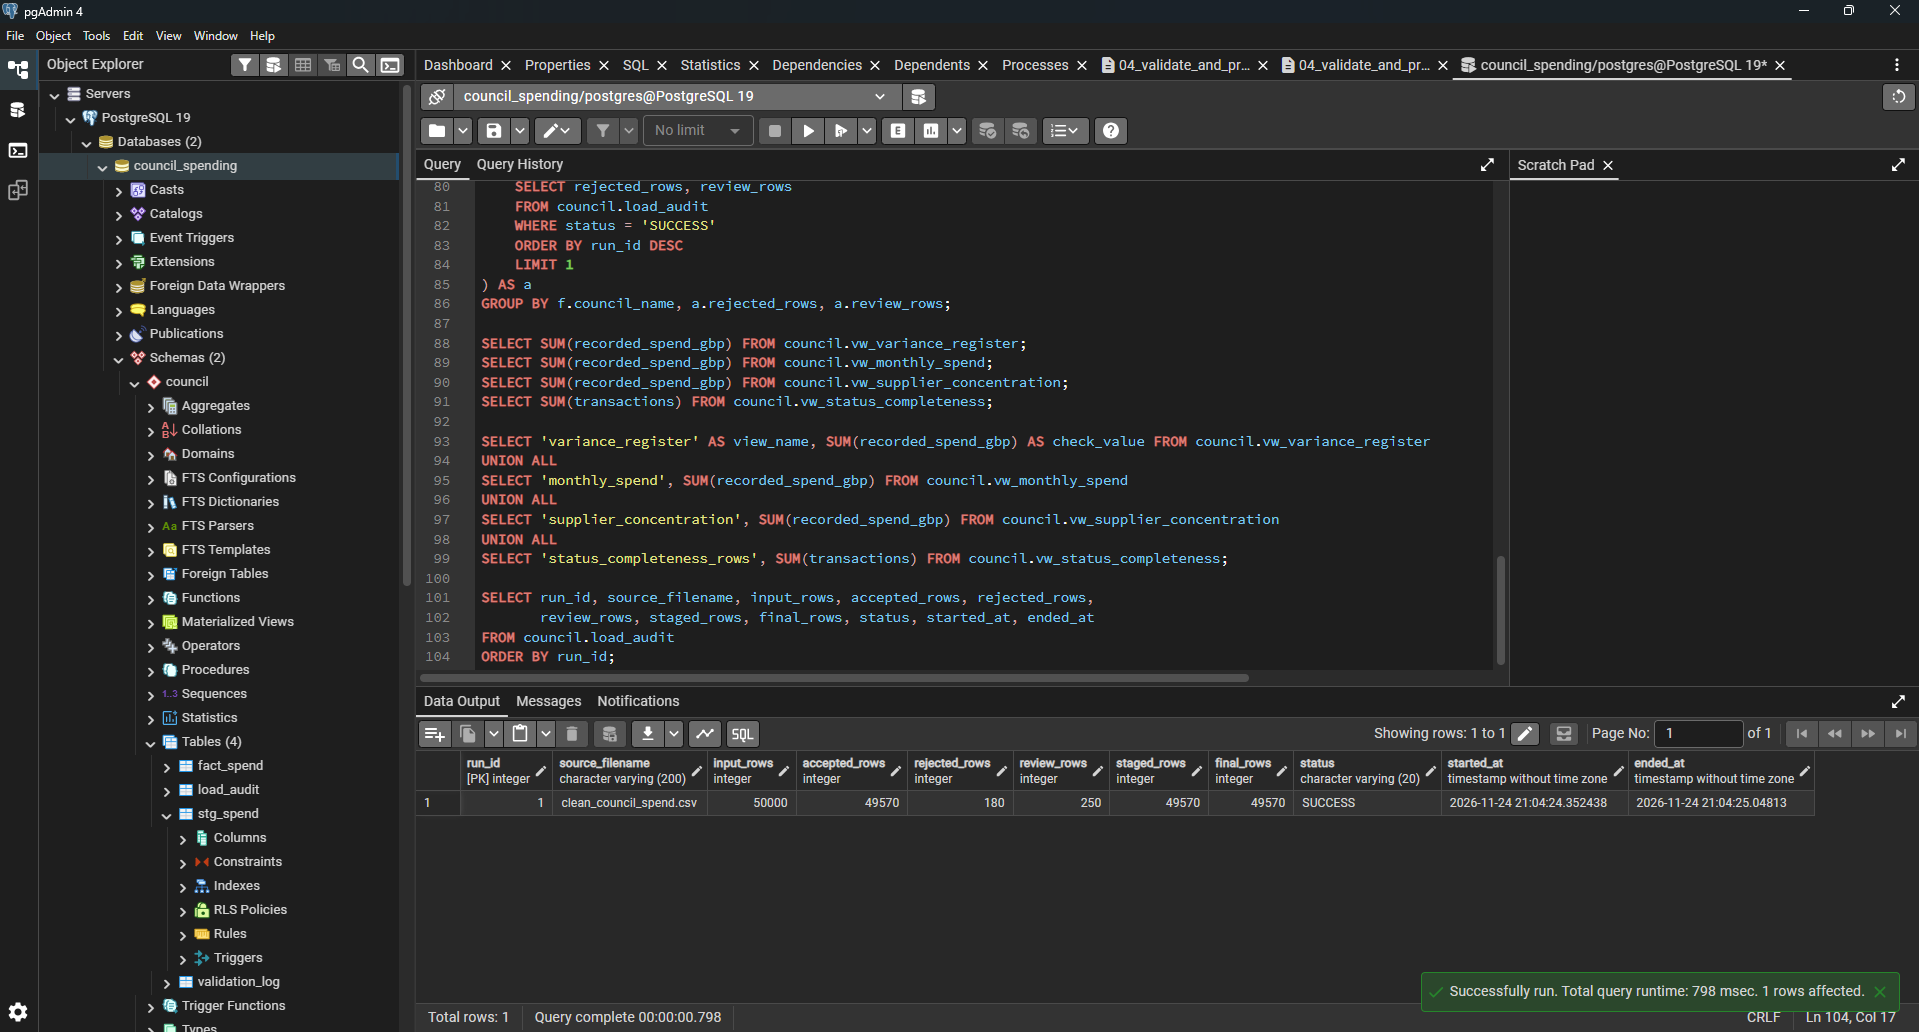 pgAdmin 4
File Object Tools Edit View Window Help
Object Explorer
Dashboard Properties SQL Statistics Dependencies Dependents Processes 04_validate_and_pr... 04_validate_and_pr... council_spending/postgres@PostgreSQL 19*
Servers
PostgreSQL 19
Databases (2)
council_spending
Casts
Catalogs
Event Triggers
Extensions
Foreign Data Wrappers
Languages
Publications
Schemas (2)
council
Aggregates
Collations
Domains
FTS Configurations
FTS Dictionaries
FTS Parsers
FTS Templates
Foreign Tables
Functions
Materialized Views
Operators
Procedures
Sequences
Statistics
Tables (4)
fact_spend
load_audit
stg_spend
Columns
Constraints
Indexes
RLS Policies
Rules
Triggers
validation_log
Trigger Functions
Types
council_spending/postgres@PostgreSQL 19
No limit
Query Query History
Scratch Pad
80 SELECT rejected_rows, review_rows
81 FROM council.load_audit
82 WHERE status = 'SUCCESS'
83 ORDER BY run_id DESC
84 LIMIT 1
85 ) AS a
86 GROUP BY f.council_name, a.rejected_rows, a.review_rows;
87
88 SELECT SUM(recorded_spend_gbp) FROM council.vw_variance_register;
89 SELECT SUM(recorded_spend_gbp) FROM council.vw_monthly_spend;
90 SELECT SUM(recorded_spend_gbp) FROM council.vw_supplier_concentration;
91 SELECT SUM(transactions) FROM council.vw_status_completeness;
92
93 SELECT 'variance_register' AS view_name, SUM(recorded_spend_gbp) AS check_value FROM council.vw_variance_register
94 UNION ALL
95 SELECT 'monthly_spend', SUM(recorded_spend_gbp) FROM council.vw_monthly_spend
96 UNION ALL
97 SELECT 'supplier_concentration', SUM(recorded_spend_gbp) FROM council.vw_supplier_concentration
98 UNION ALL
99 SELECT 'status_completeness_rows', SUM(transactions) FROM council.vw_status_completeness;
100
101 SELECT run_id, source_filename, input_rows, accepted_rows, rejected_rows,
102 review_rows, staged_rows, final_rows, status, started_at, ended_at
103 FROM council.load_audit
104 ORDER BY run_id;
Data Output Messages Notifications
SQL Showing rows: 1 to 1 Page No: 1 of 1
run_id source_filename input_rows accepted_rows rejected_rows review_rows staged_rows final_rows status started_at ended_at
[PK] integer character varying (200) integer integer integer integer integer integer character varying (20) timestamp without time zone timestamp without time zone
1 1 clean_council_spend.csv 50000 49570 180 250 49570 49570 SUCCESS 2026-11-24 21:04:24.352438 2026-11-24 21:04:25.04813
Successfully run. Total query runtime: 798 msec. 1 rows affected.
Total rows: 1 Query complete 00:00:00.798 CRLF Ln 104, Col 17